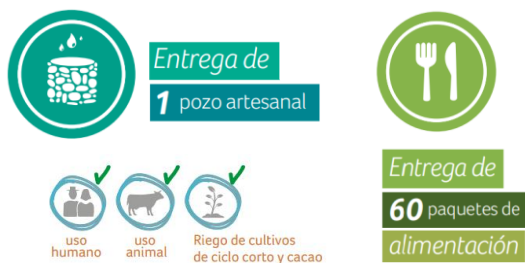 Entrega de
1 pozo artesanal
uso
humano
uso
animal
Riego de cultivos
de ciclo corto y cacao
Entrega de
60 paquetes de
alimentación